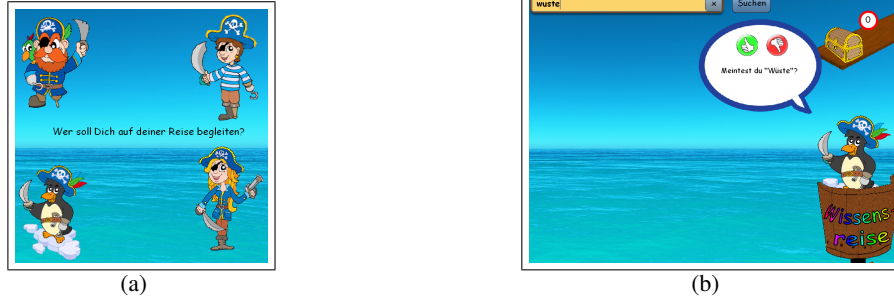 Wer soll Dich auf deiner Reise begleiten?
(a)
wuste
×
Suchen
0
Meintest du "Wüste"?
Wissens-
reise
(b)